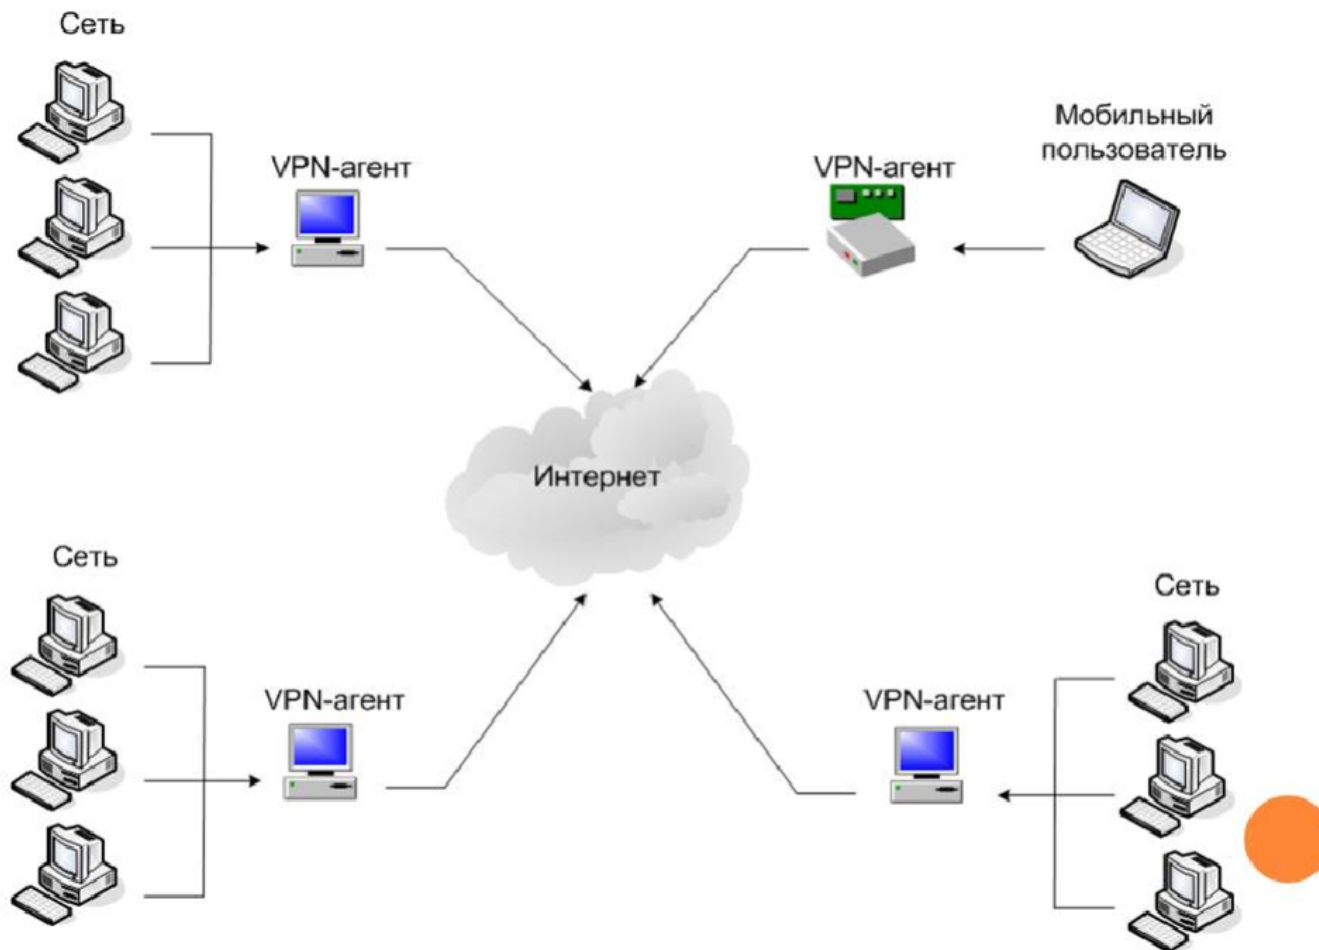 Сеть
VPN-агент
VPN-агент
Мобильный
пользователь
Интернет
Сеть
VPN-агент
VPN-агент
Сеть